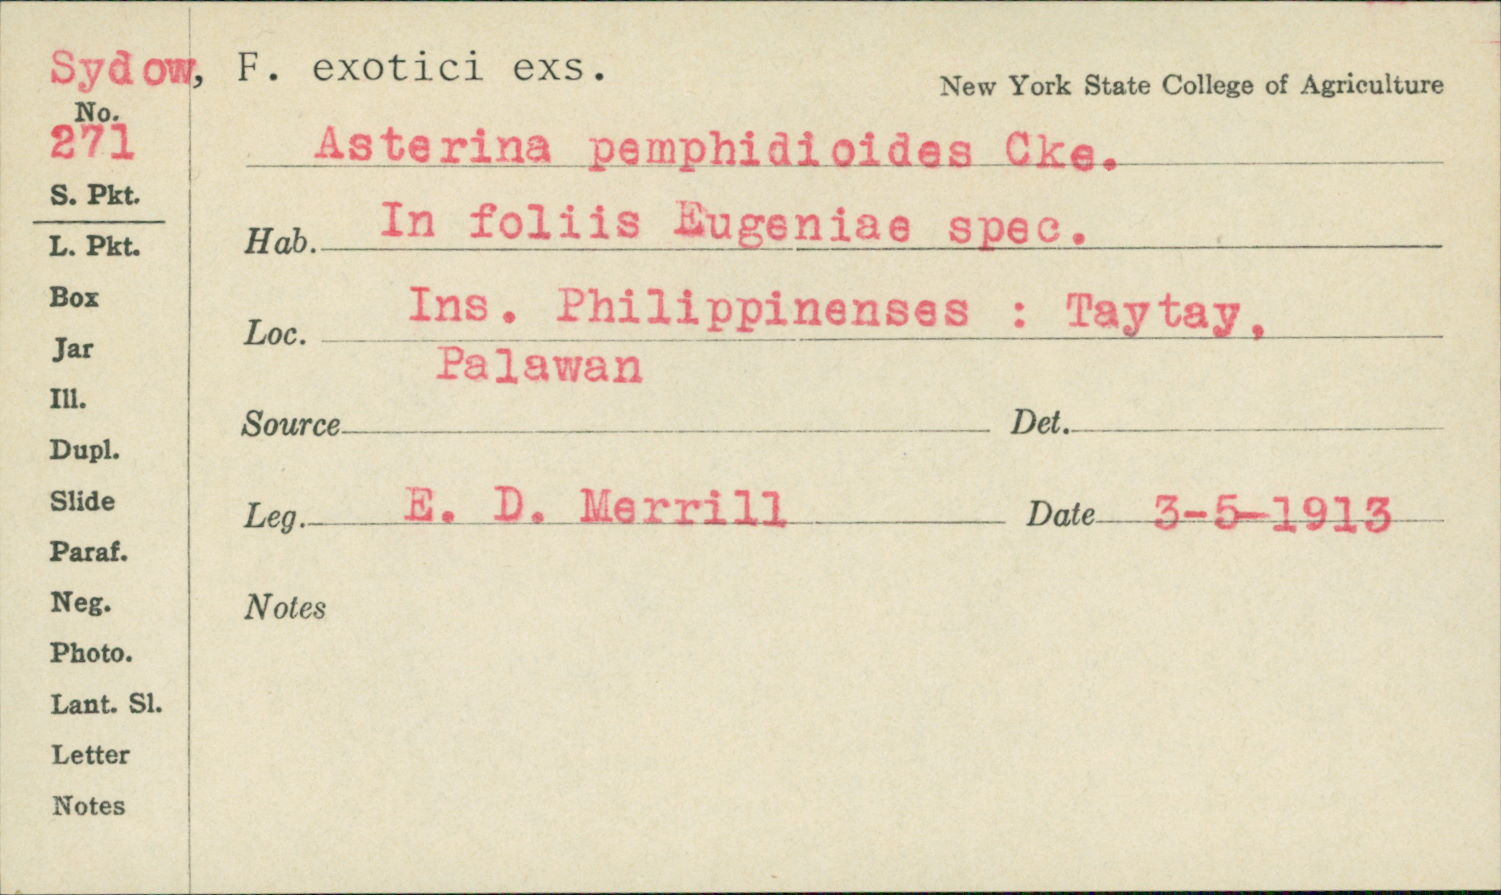 Sydow, F. exotici exs.
New York State College of Agriculture
No.
271
Asterina pemphidioides Cke.
S. Pkt.
Hab. In foliis Eugeniae spec.
L. Pkt.
Box
Loc. Ins. Philippinenses : Taytay,
Palawan
Jar
Ill.
Source
Det.
Dupl.
Slide
Leg. E. D. Merrill
Date 3-5-1913
Paraf.
Neg.
Notes
Photo.
Lant. Sl.
Letter
Notes